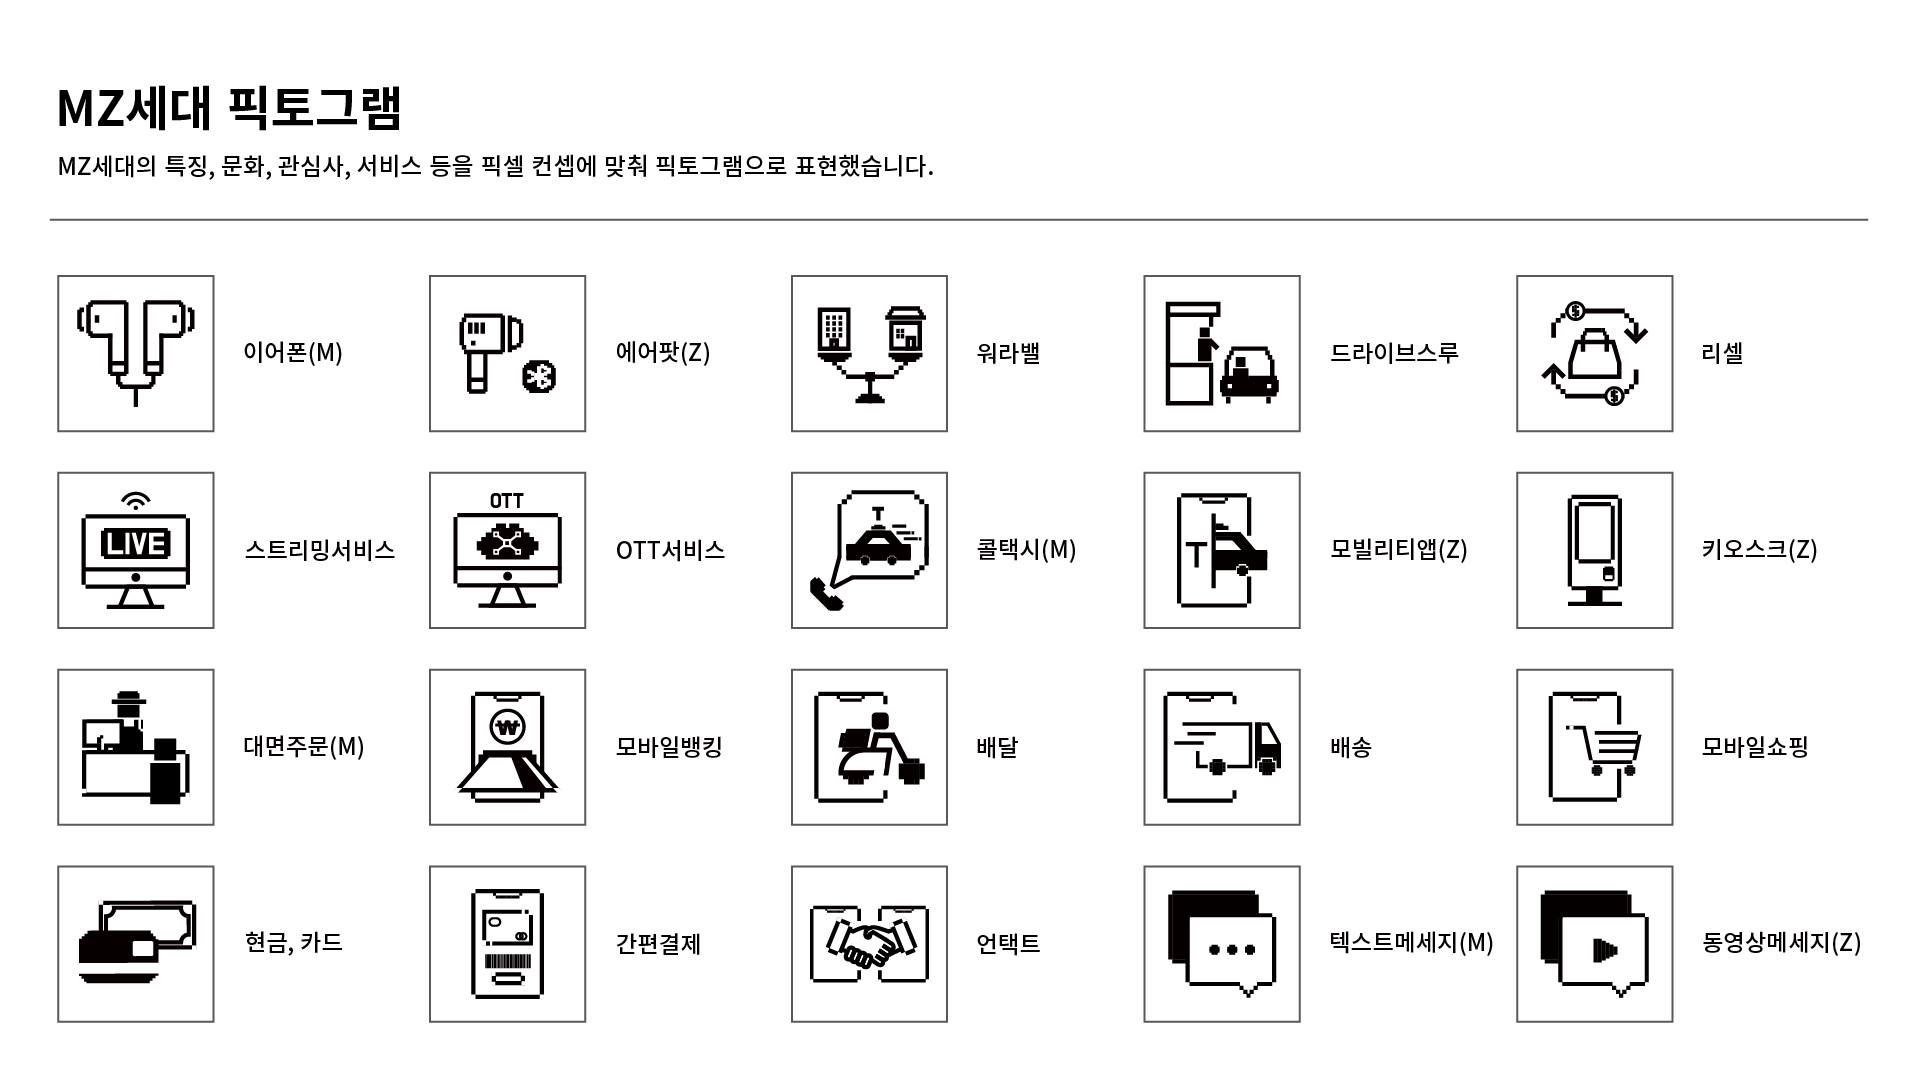 MZ세대 픽토그램
MZ세대의 특징, 문화, 관심사, 서비스 등을 픽셀 컨셉에 맞춰 픽토그램으로 표현했습니다.
이어폰(M)
에어팟(Z)
워라밸
드라이브스루
$
리셀
$
LIVE
스트리밍서비스
OTT
OTT서비스
T
콜택시(M)
T
모빌리티앱(Z)
키오스크(Z)
대면주문(M)
₩
모바일뱅킹
배달
배송
모바일쇼핑
현금, 카드
간편결제
언택트
텍스트메세지(M)
동영상메세지(Z)